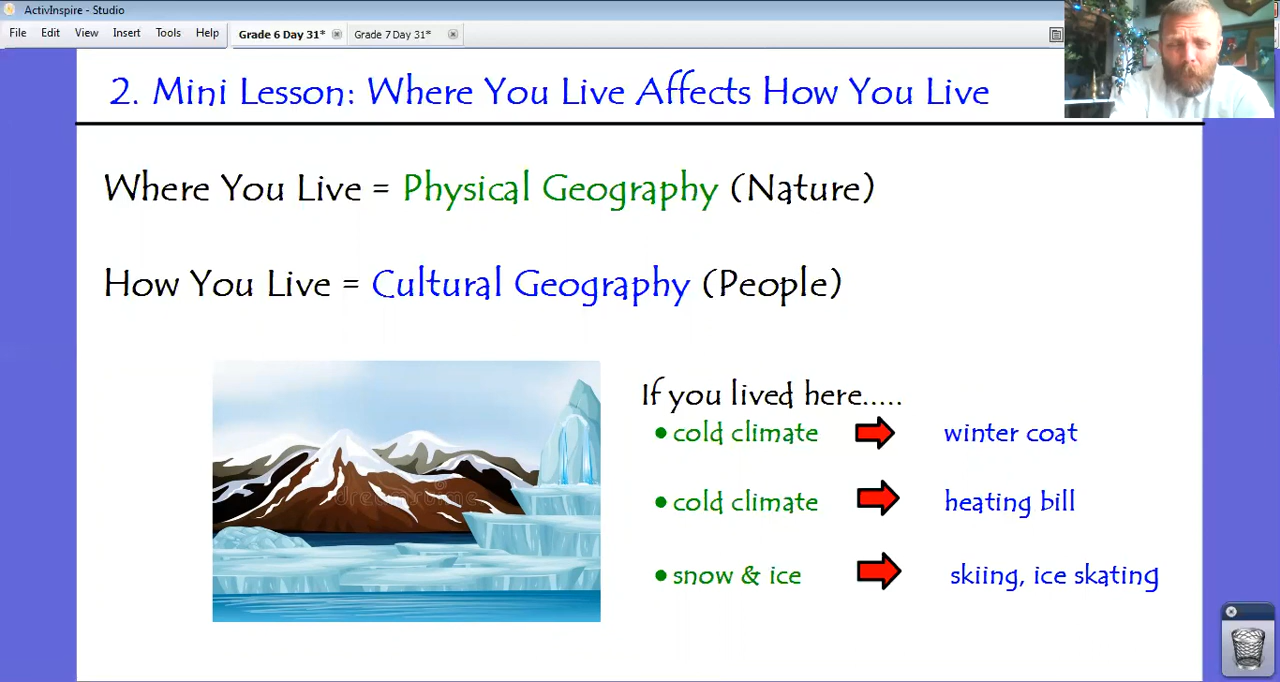 ActivInspire - Studio
File Edit View Insert Tools Help
Grade 6 Day 31* Grade 7 Day 31*
2. Mini Lesson: Where You Live Affects How You Live
Where You Live = Physical Geography (Nature)
How You Live = Cultural Geography (People)
If you lived here.....
• cold climate winter coat
• cold climate heating bill
• snow & ice skiing, ice skating
dreamstime